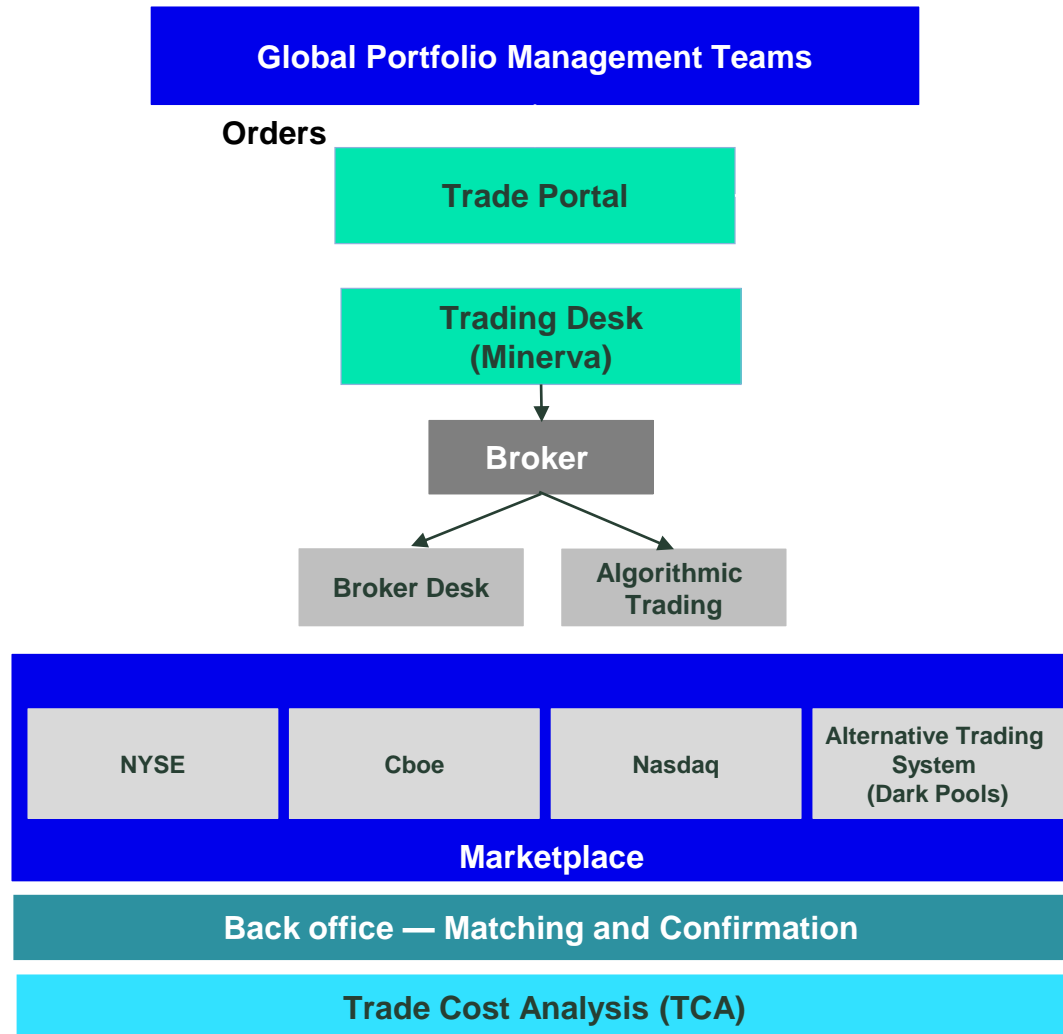 Global Portfolio Management Teams
Orders
Trade Portal
Trading Desk
(Minerva)
Broker
Broker Desk
Algorithmic
Trading
NYSE
Cboe
Nasdaq
Alternative Trading
System
(Dark Pools)
Marketplace
Back office — Matching and Confirmation
Trade Cost Analysis (TCA)